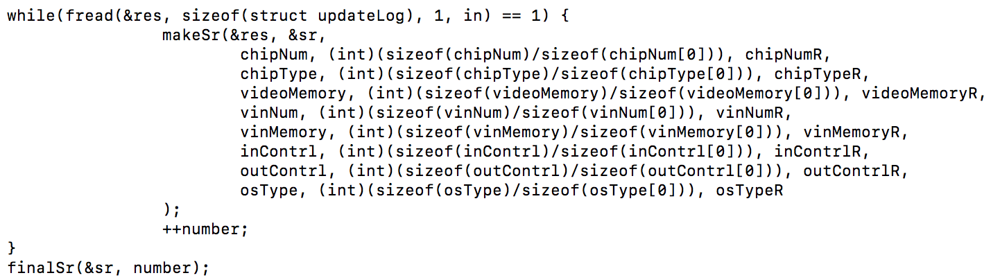 while(fread(&res, sizeof(struct updateLog), 1, in) == 1) {
makeSr(&res, &sr,
chipNum, (int)(sizeof(chipNum)/sizeof(chipNum[0])), chipNumR,
chipType, (int)(sizeof(chipType)/sizeof(chipType[0])), chipTypeR,
videoMemory, (int)(sizeof(videoMemory)/sizeof(videoMemory[0])), videoMemoryR,
vinNum, (int)(sizeof(vinNum)/sizeof(vinNum[0])), vinNumR,
vinMemory, (int)(sizeof(vinMemory)/sizeof(vinMemory[0])), vinMemoryR,
inContrl, (int)(sizeof(inContrl)/sizeof(inContrl[0])), inContrlR,
outContrl, (int)(sizeof(outContrl)/sizeof(outContrl[0])), outContrlR,
osType, (int)(sizeof(osType)/sizeof(osType[0])), osTypeR
);
++number;
}
finalSr(&sr, number);